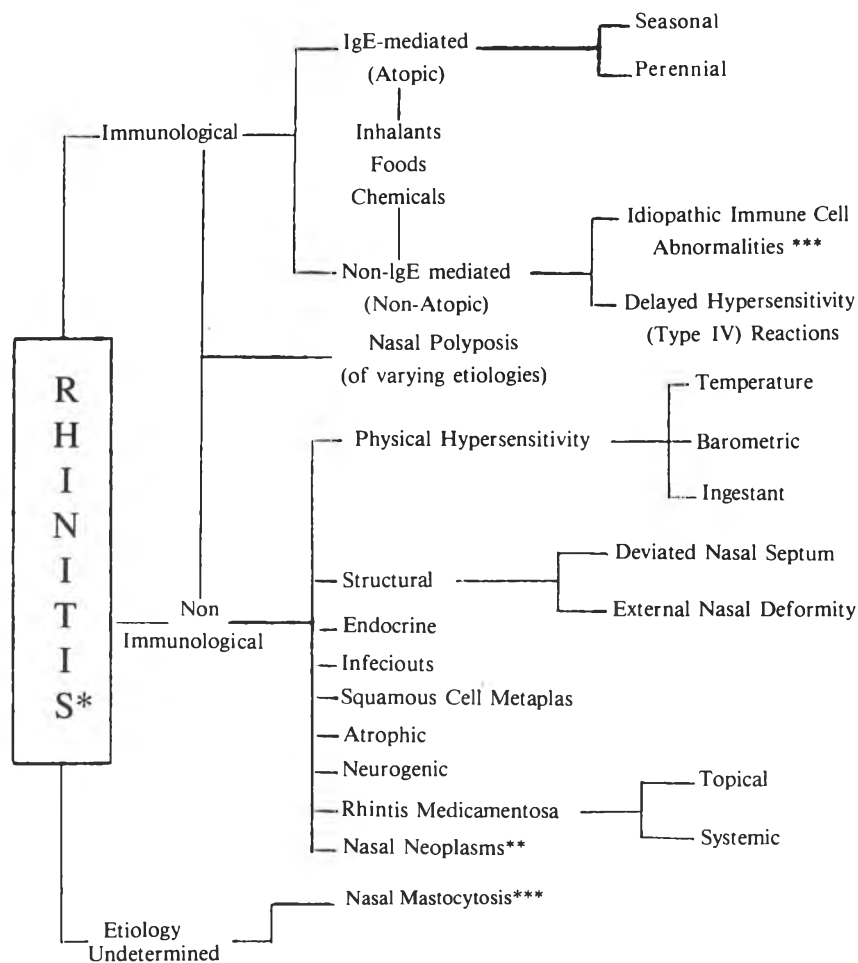 IgE-mediated
(Atopic)
Seasonal
Perennial
Immunological
Inhalants
Foods
Chemicals
Non-IgE mediated
(Non-Atopic)
Idiopathic Immune Cell
Abnormalities ***
Delayed Hypersensitivity
(Type IV) Reactions
Nasal Polyposis
(of varying etiologies)
RHINITIS*
Physical Hypersensitivity
Temperature
Barometric
Ingestant
Non
Immunological
Structural
Deviated Nasal Septum
External Nasal Deformity
Endocrine
Infeciouts
Squamous Cell Metaplas
Atrophic
Neurogenic
Rhintis Medicamentosa
Topical
Systemic
Nasal Neoplasms**
Etiology
Undetermined
Nasal Mastocytosis***